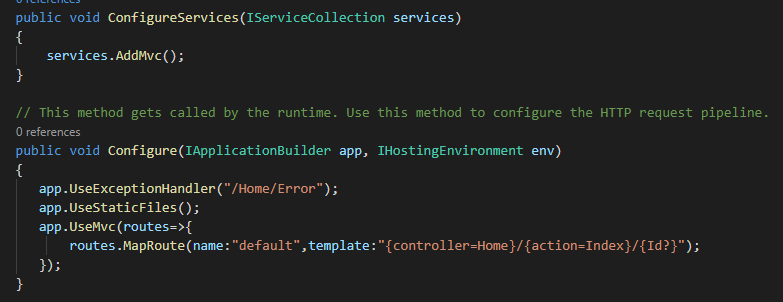 0 references
public void ConfigureServices(IServiceCollection services)
{
    services.AddMvc();
}
// This method gets called by the runtime. Use this method to configure the HTTP request pipeline.
0 references
public void Configure(IApplicationBuilder app, IHostingEnvironment env)
{
   app.UseExceptionHandler("/Home/Error");
   app.UseStaticFiles();
   app.UseMvc(routes=>{
       routes.MapRoute(name:"default",template:"{controller=Home}/{action=Index}/{Id?}");
   });
}